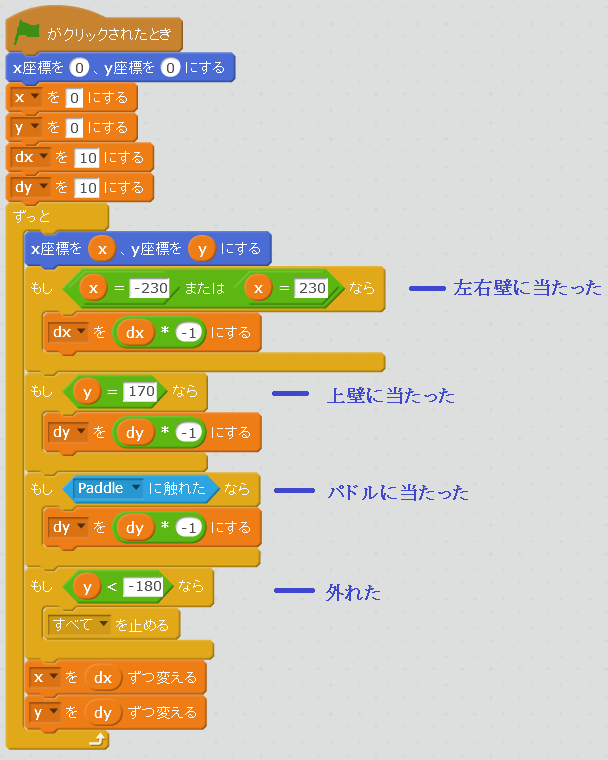 がクリックされたとき
x座標を 0 、y座標を 0 にする
x を 0 にする
y を 0 にする
dx を 10 にする
dy を 10 にする
ずっと
x座標を x 、y座標を y にする
もし x = -230 または x = 230 なら 左右壁に当たった
dx を dx * -1 にする
もし y = 170 なら 上壁に当たった
dy を dy * -1 にする
もし Paddle に触れた なら パドルに当たった
dy を dy * -1 にする
もし y < -180 なら 外れた
すべて を止める
x を dx ずつ変える
y を dy ずつ変える